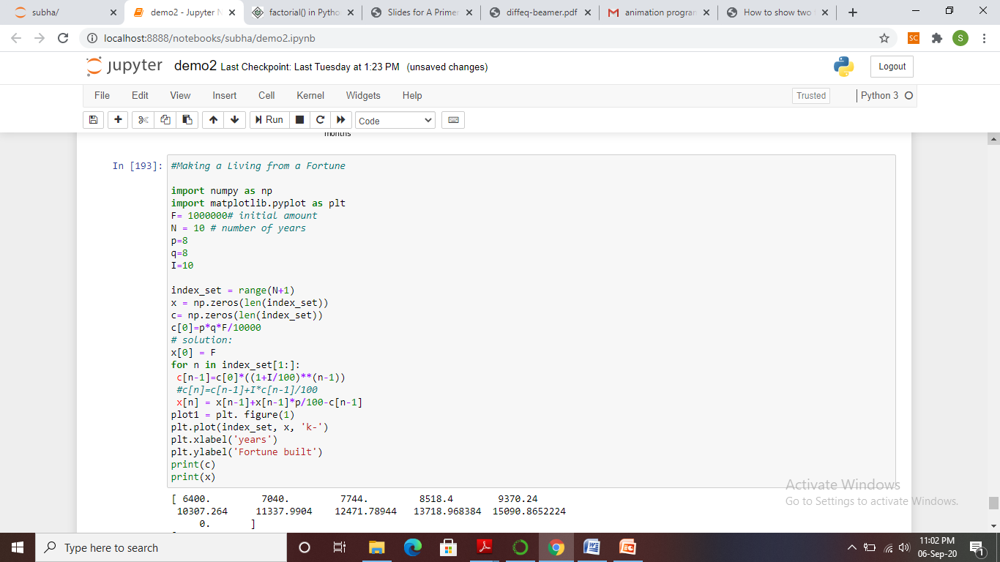 subha/
demo2 - Jupyter N
factorial() in Pytho
Slides for A Primer
diffeq-beamer.pdf
animation program
How to show two f
localhost:8888/notebooks/subha/demo2.ipynb
SC
S
jupyter demo2 Last Checkpoint: Last Tuesday at 1:23 PM (unsaved changes)
Logout
File Edit View Insert Cell Kernel Widgets Help
Trusted
Python 3
Run
Code
months
In [193]: #Making a Living from a Fortune
import numpy as np
import matplotlib.pyplot as plt
F= 1000000# initial amount
N = 10 # number of years
p=8
q=8
I=10
index_set = range(N+1)
x = np.zeros(len(index_set))
c= np.zeros(len(index_set))
c[0]=p*q*F/10000
# solution:
x[0] = F
for n in index_set[1:]:
 c[n-1]=c[0]*((1+I/100)**(n-1))
 #c[n]=c[n-1]+I*c[n-1]/100
 x[n] = x[n-1]+x[n-1]*p/100-c[n-1]
plot1 = plt. figure(1)
plt.plot(index_set, x, 'k-')
plt.xlabel('years')
plt.ylabel('Fortune built')
print(c)
print(x)
[ 6400. 7040. 7744. 8518.4 9370.24
10307.264 11337.9904 12471.78944 13718.968384 15090.8652224
0. ]
Activate Windows
Go to Settings to activate Windows.
Type here to search
11:02 PM
06-Sep-20
1